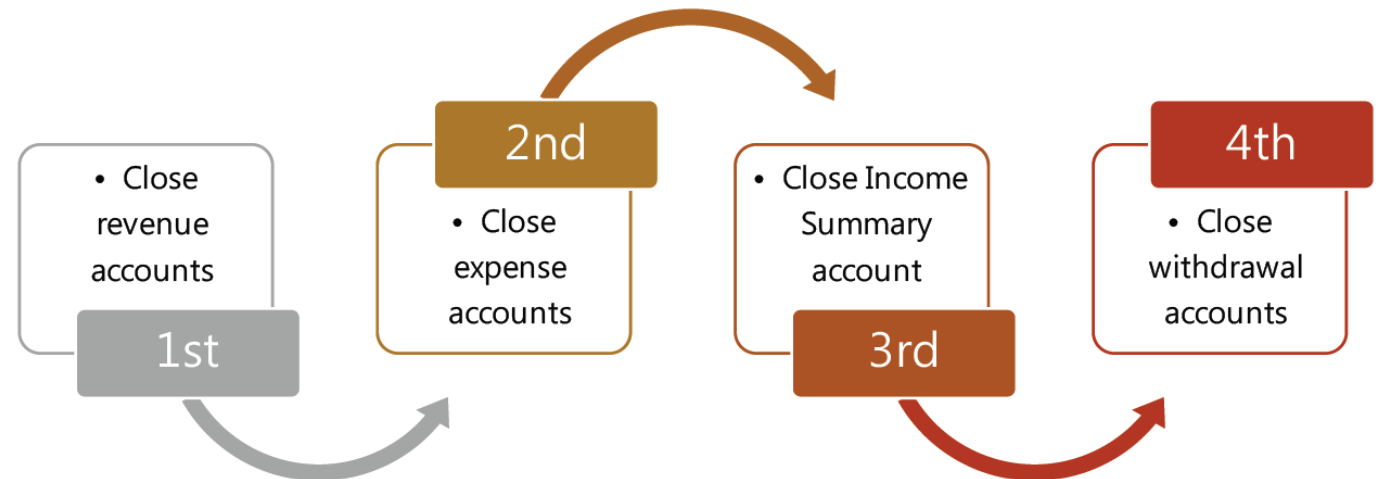 • Close
revenue
accounts
1st
2nd
• Close
expense
accounts
• Close Income
Summary
account
3rd
4th
• Close
withdrawal
accounts